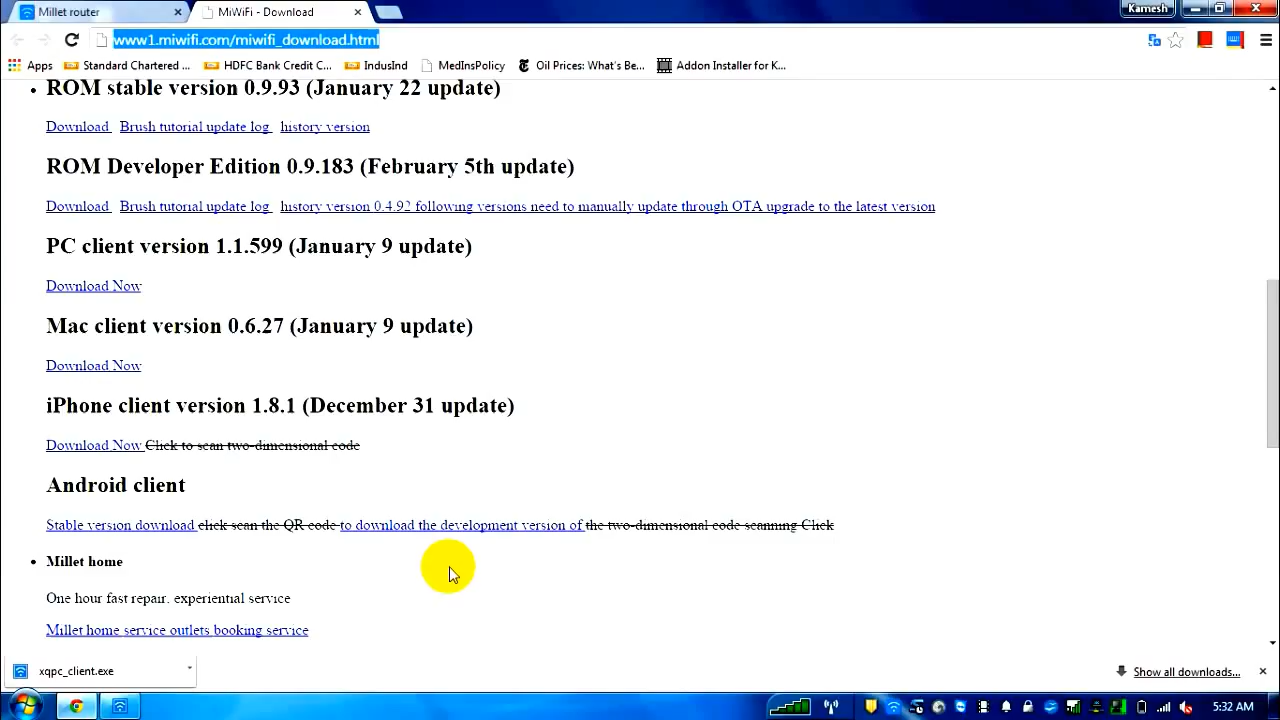 Millet router
MiWiFi - Download
Kamesh
www1.miwifi.com/miwifi_download.html
Apps
Standard Chartered ...
HDFC Bank Credit C...
IndusInd
MedInsPolicy
Oil Prices: What's Be...
Addon Installer for K...
ROM stable version 0.9.93 (January 22 update)
Download Brush tutorial update log history version
ROM Developer Edition 0.9.183 (February 5th update)
Download Brush tutorial update log history version 0.4.92 following versions need to manually update through OTA upgrade to the latest version
PC client version 1.1.599 (January 9 update)
Download Now
Mac client version 0.6.27 (January 9 update)
Download Now
iPhone client version 1.8.1 (December 31 update)
Download Now Click to scan two-dimensional code
Android client
Stable version download click scan the QR code to download the development version of the two-dimensional code scanning Click
Millet home
One hour fast repair, experiential service
Millet home service outlets booking service
xqpc_client.exe
Show all downloads...
5:32 AM